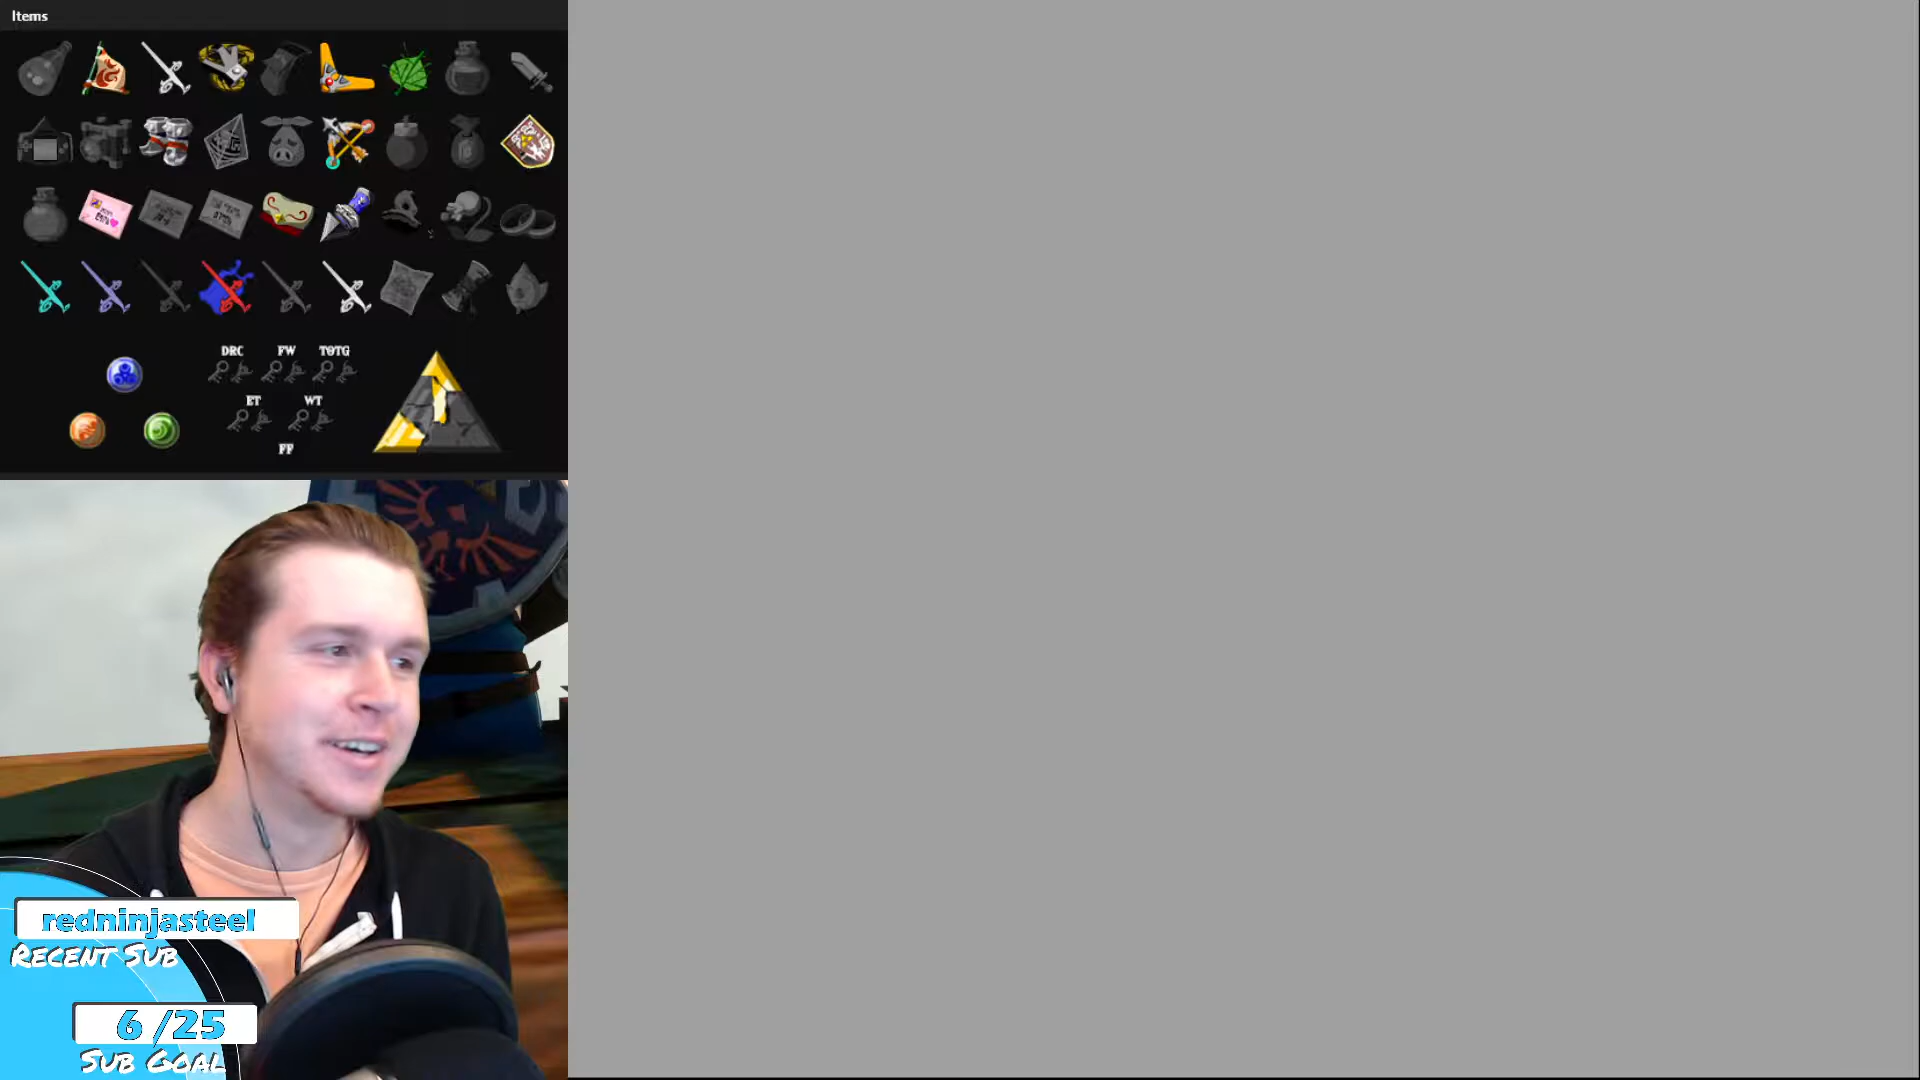 Items
DRC FW TOTG
ET WT
FF
redninjasteel
Recent Sub
6 /25
Sub Goal